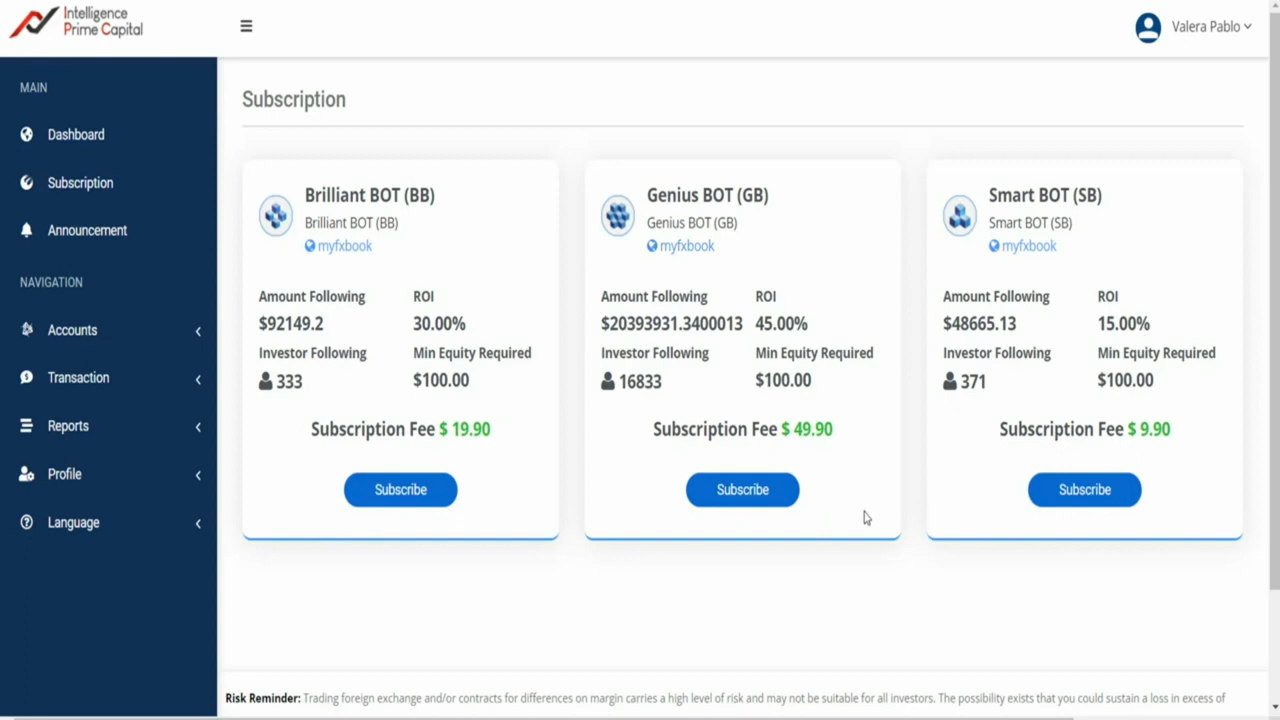 Intelligence
Prime Capital
Valera Pablo
MAIN
Dashboard
Subscription
Announcement
NAVIGATION
Accounts
Transaction
Reports
Profile
Language
Subscription
Brilliant BOT (BB)
Brilliant BOT (BB)
myfxbook
Amount Following ROI
$92149.2 30.00%
Investor Following Min Equity Required
333 $100.00
Subscription Fee $ 19.90
Subscribe
Genius BOT (GB)
Genius BOT (GB)
myfxbook
Amount Following ROI
$20393931.3400013 45.00%
Investor Following Min Equity Required
16833 $100.00
Subscription Fee $ 49.90
Subscribe
Smart BOT (SB)
Smart BOT (SB)
myfxbook
Amount Following ROI
$48665.13 15.00%
Investor Following Min Equity Required
371 $100.00
Subscription Fee $ 9.90
Subscribe
Risk Reminder: Trading foreign exchange and/or contracts for differences on margin carries a high level of risk and may not be suitable for all investors. The possibility exists that you could sustain a loss in excess of